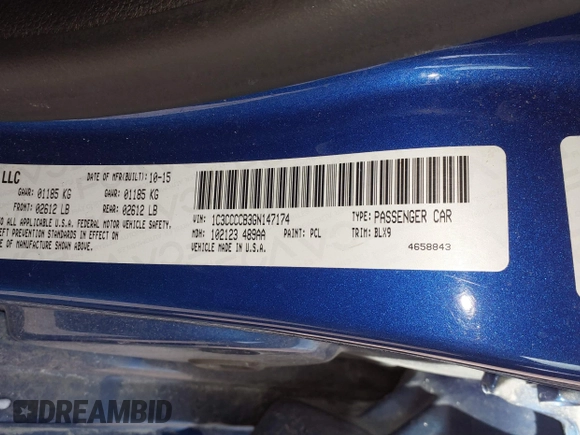 LLC
DATE OF MFR(BUILT): 10-15
GAWR: 01185 KG GAWR: 01185 KG
FRONT: 02612 LB REAR: 02612 LB
ALL APPLICABLE U.S.A. FEDERAL MOTOR VEHICLE SAFETY,
PREVENTION STANDARDS IN EFFECT ON
OF MANUFACTURE SHOWN ABOVE.
VIN: 1C3CCCCB3GN147174
TYPE: PASSENGER CAR
MDH: 102123 489AA PAINT: PCL TRIM: BLX9
VEHICLE MADE IN U.S.A. 4658843
DREAMBID